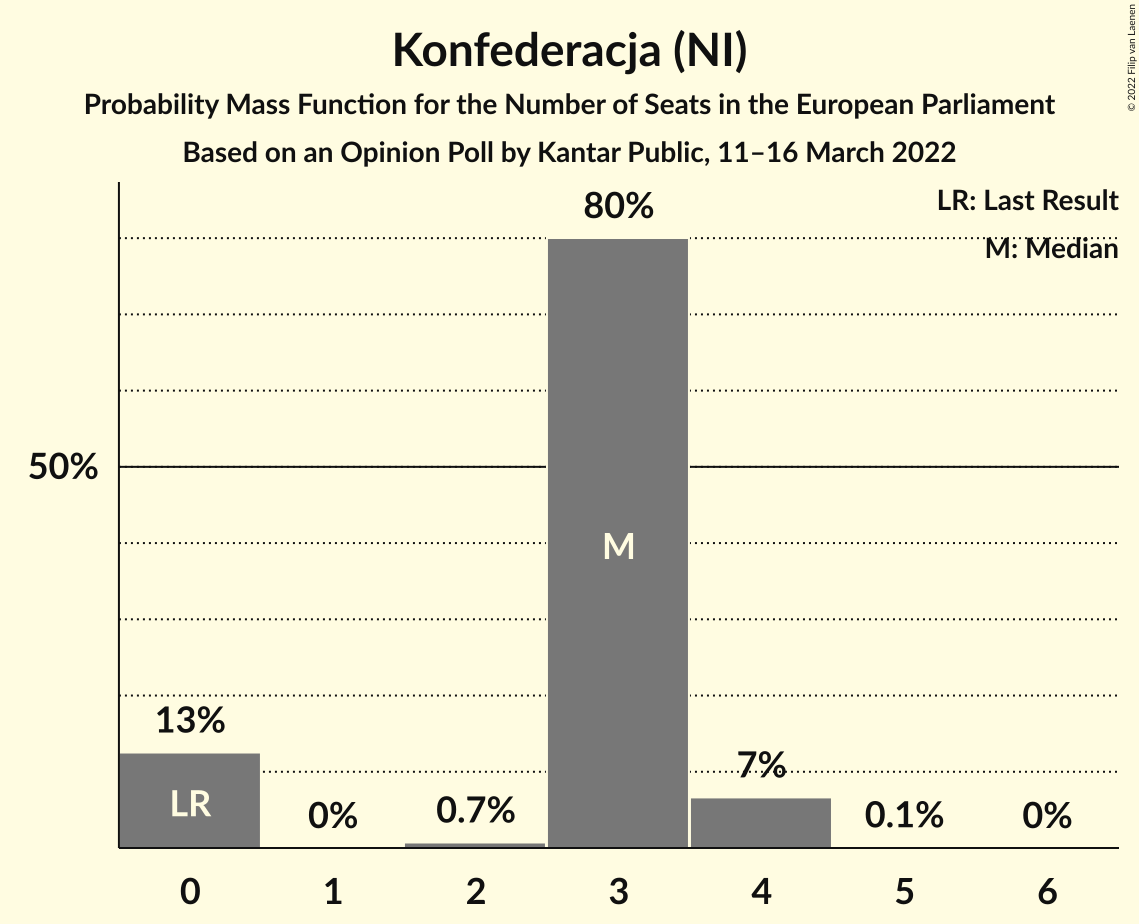 Konfederacja (NI)
Probability Mass Function for the Number of Seats in the European Parliament
Based on an Opinion Poll by Kantar Public, 11–16 March 2022
© 2022 Filip van Laenen
LR: Last Result
M: Median
80%
50%
M
13%
7%
LR
0%
0.7%
0.1%
0%
0 1 2 3 4 5 6